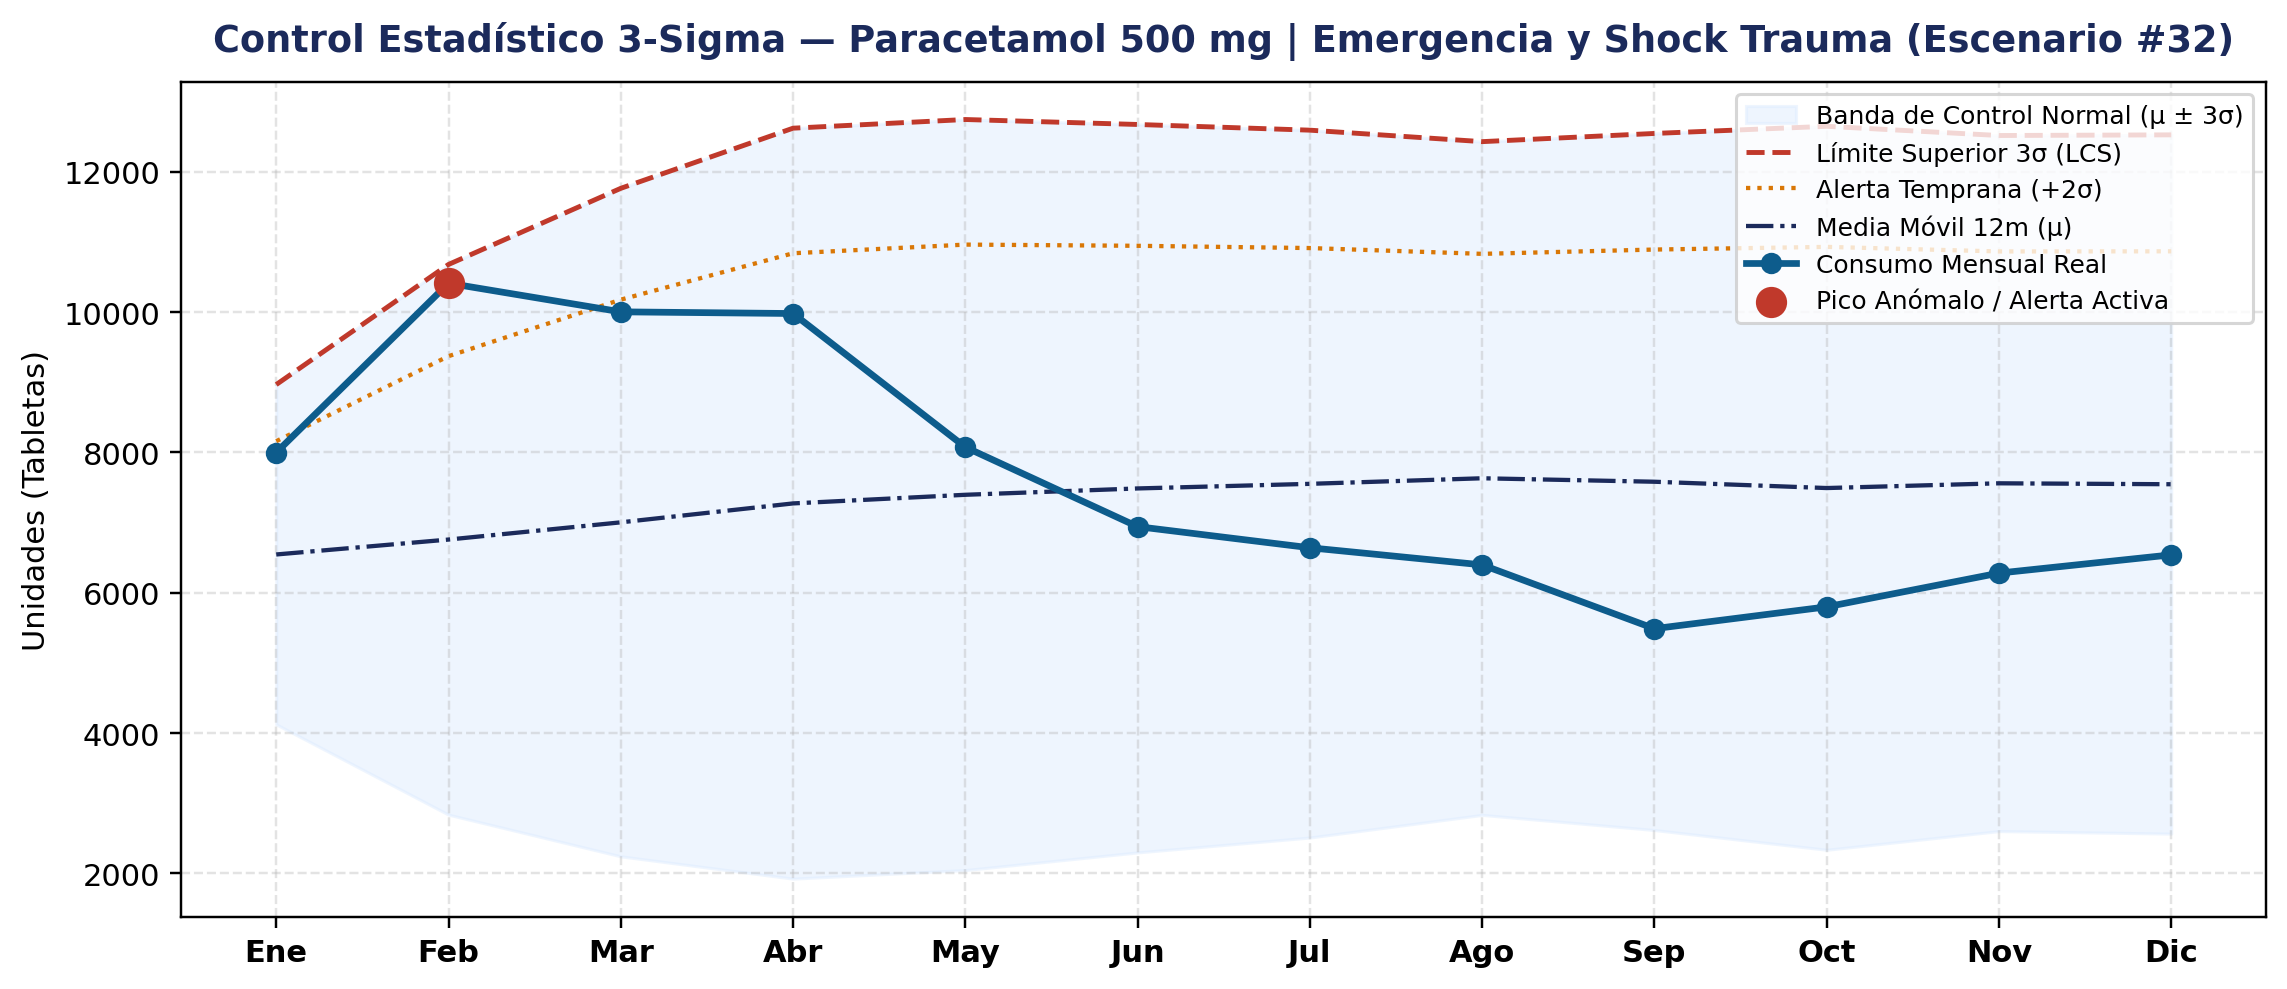 Control Estadístico 3-Sigma — Paracetamol 500 mg | Emergencia y Shock Trauma (Escenario #32)
Banda de Control Normal (μ ± 3σ)
Límite Superior 3σ (LCS)
Alerta Temprana (+2σ)
Media Móvil 12m (μ)
Consumo Mensual Real
Pico Anómalo / Alerta Activa
Unidades (Tabletas)
12000
10000
8000
6000
4000
2000
Ene Feb Mar Abr May Jun Jul Ago Sep Oct Nov Dic